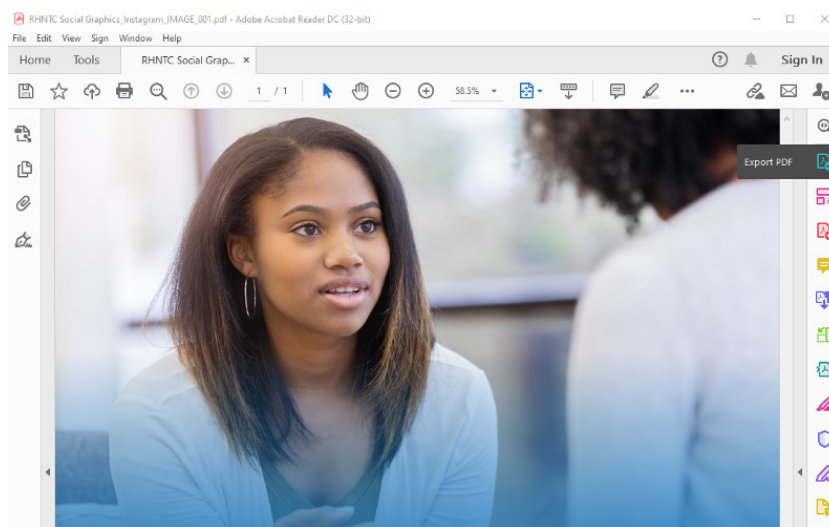 RHNTC Social Graphics_Instagram_IMAGE_001.pdf - Adobe Acrobat Reader DC (32-bit)
File Edit View Sign Window Help
Home Tools RHNTC Social Grap... × Sign In
1 / 1 58.5%
Export PDF